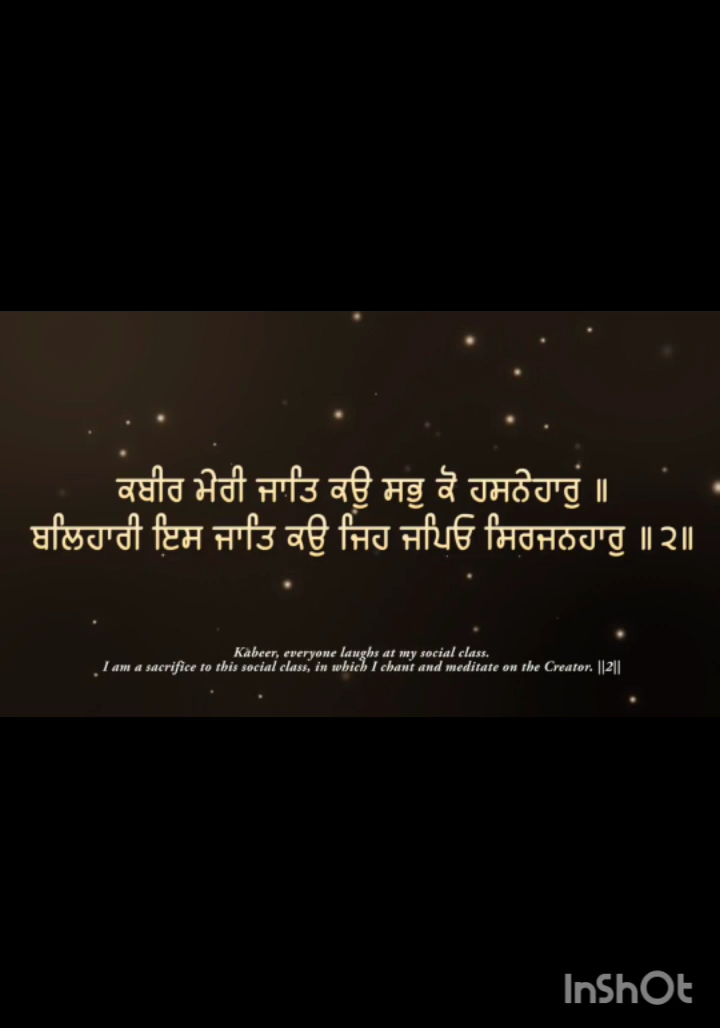 ਕਬੀਰ ਮੇਰੀ ਜਾਤਿ ਕਉ ਸਭੁ ਕੋ ਹਸਨੇਹਾਰੁ ॥
ਬਲਿਹਾਰੀ ਇਸ ਜਾਤਿ ਕਉ ਜਿਹ ਜਪਿਓ ਸਿਰਜਨਹਾਰੁ ॥੨॥
Kabeer, everyone laughs at my social class.
I am a sacrifice to this social class, in which I chant and meditate on the Creator. ||2||
InShOt